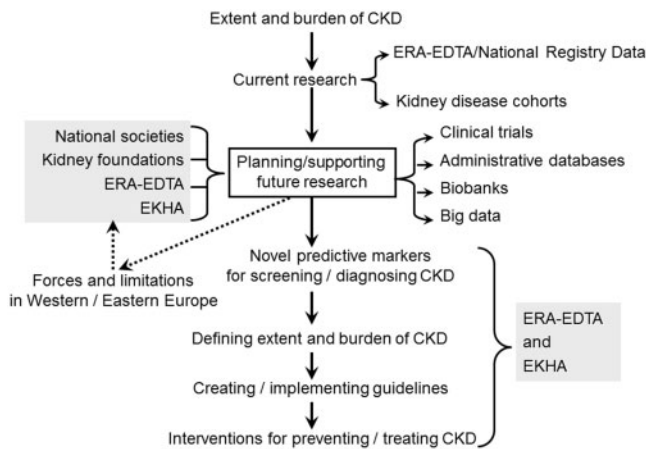 Extent and burden of CKD
Current research
ERA-EDTA/National Registry Data
Kidney disease cohorts
National societies
Kidney foundations
ERA-EDTA
EKHA
Planning/supporting
future research
Clinical trials
Administrative databases
Biobanks
Big data
Forces and limitations
in Western / Eastern Europe
Novel predictive markers
for screening / diagnosing CKD
Defining extent and burden of CKD
Creating / implementing guidelines
Interventions for preventing / treating CKD
ERA-EDTA
and
EKHA